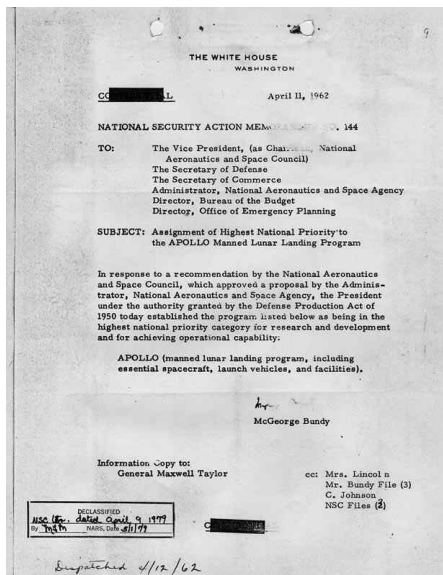 9
THE WHITE HOUSE
WASHINGTON
April 11, 1962
NATIONAL SECURITY ACTION . 144
TO: The Vice President, (as National
Aeronautics and Space Council)
The Secretary of Defense
The Secretary of Commerce
Administrator, National Aeronautics and Space Agency
Director, Bureau of the Budget
Director, Office of Emergency Planning
SUBJECT: Assignment of Highest National Priority to
the APOLLO Manned Lunar Landing Program
In response to a recommendation by the National Aeronautics
and Space Council, which approved a proposal by the Adminis-
trator, National Aeronautics and Space Agency, the President
under the authority granted by the Defense Production Act of
1950 today established the program listed below as being in the
highest national priority category for research and development
and for achieving operational capability:
APOLLO (manned lunar landing program, including
essential spacecraft, launch vehicles, and facilities).
McGeorge Bundy
Information Copy to:
General Maxwell Taylor
cc: Mrs. Lincoln
Mr. Bundy File (3)
C. Johnson
NSC Files (2)
DECLASSIFIED
NSC ltr. dated April 9 1979
By MJM NARS, Date 5/1/79
Dispatched 4/12/62